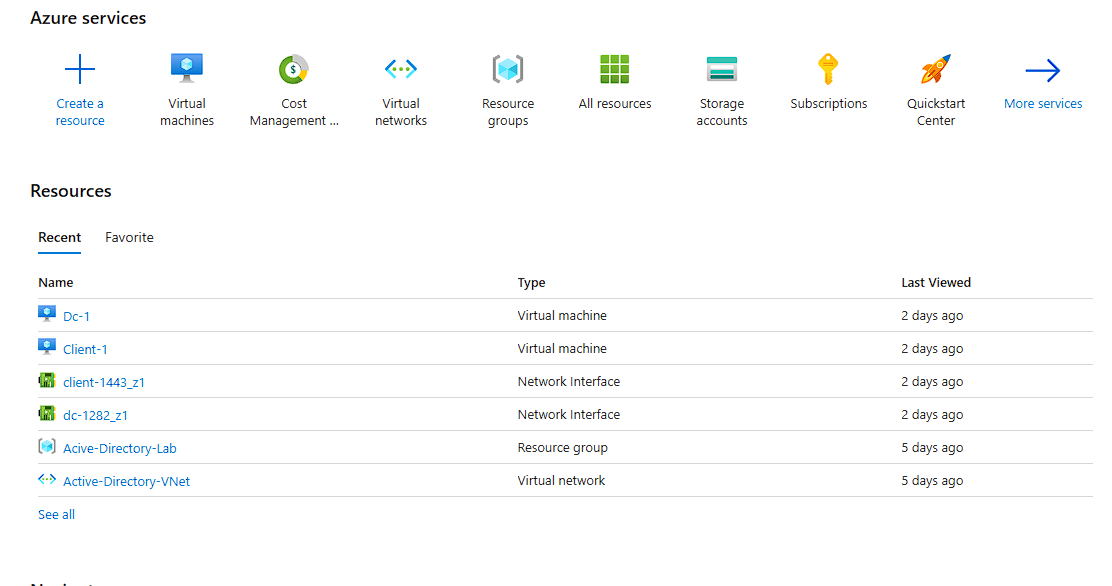 Azure services
Create a
resource
Virtual
machines
Cost
Management ...
Virtual
networks
Resource
groups
All resources
Storage
accounts
Subscriptions
Quickstart
Center
More services
Resources
Recent Favorite
Name Type Last Viewed
Dc-1 Virtual machine 2 days ago
Client-1 Virtual machine 2 days ago
client-1443_z1 Network Interface 2 days ago
dc-1282_z1 Network Interface 2 days ago
Acive-Directory-Lab Resource group 5 days ago
Active-Directory-VNet Virtual network 5 days ago
See all